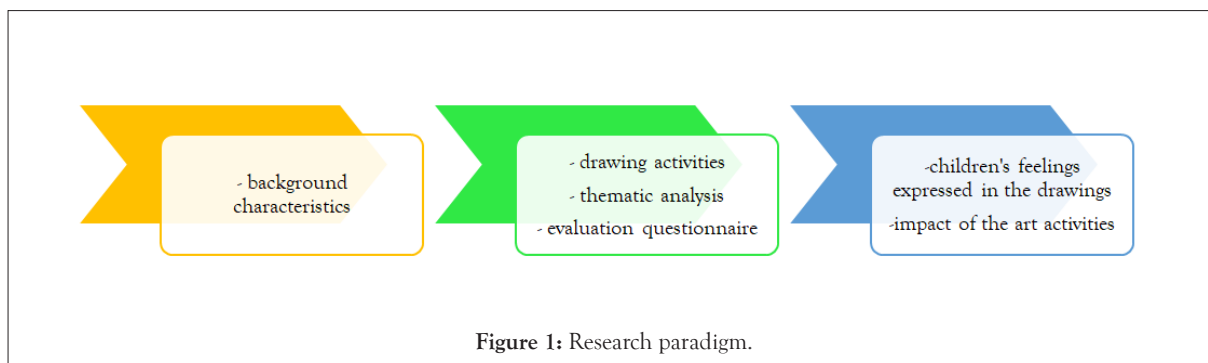 - background
characteristics
- drawing activities
- thematic analysis
- evaluation questionnaire
-children's feelings
expressed in the drawings
-impact of the art activities
Figure 1: Research paradigm.